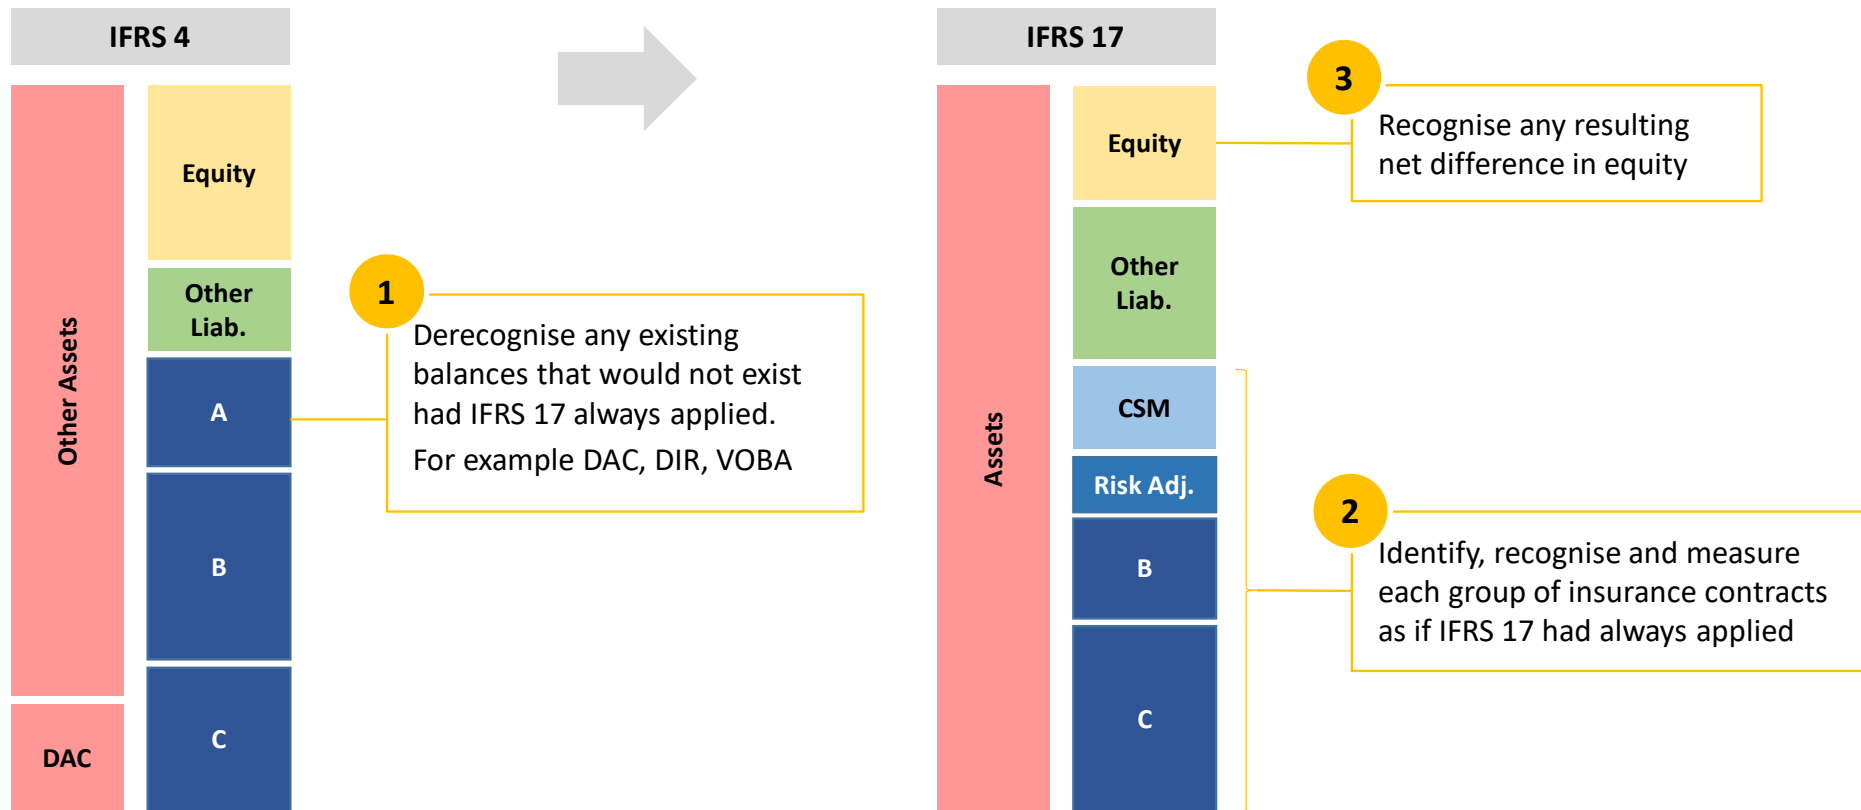 IFRS 4
IFRS 17
Other Assets
DAC
Equity
Other
Liab.
A
B
C
1
Derecognise any existing
balances that would not exist
had IFRS 17 always applied.
For example DAC, DIR, VOBA
Assets
Equity
Other
Liab.
CSM
Risk Adj.
B
C
3
Recognise any resulting
net difference in equity
2
Identify, recognise and measure
each group of insurance contracts
as if IFRS 17 had always applied